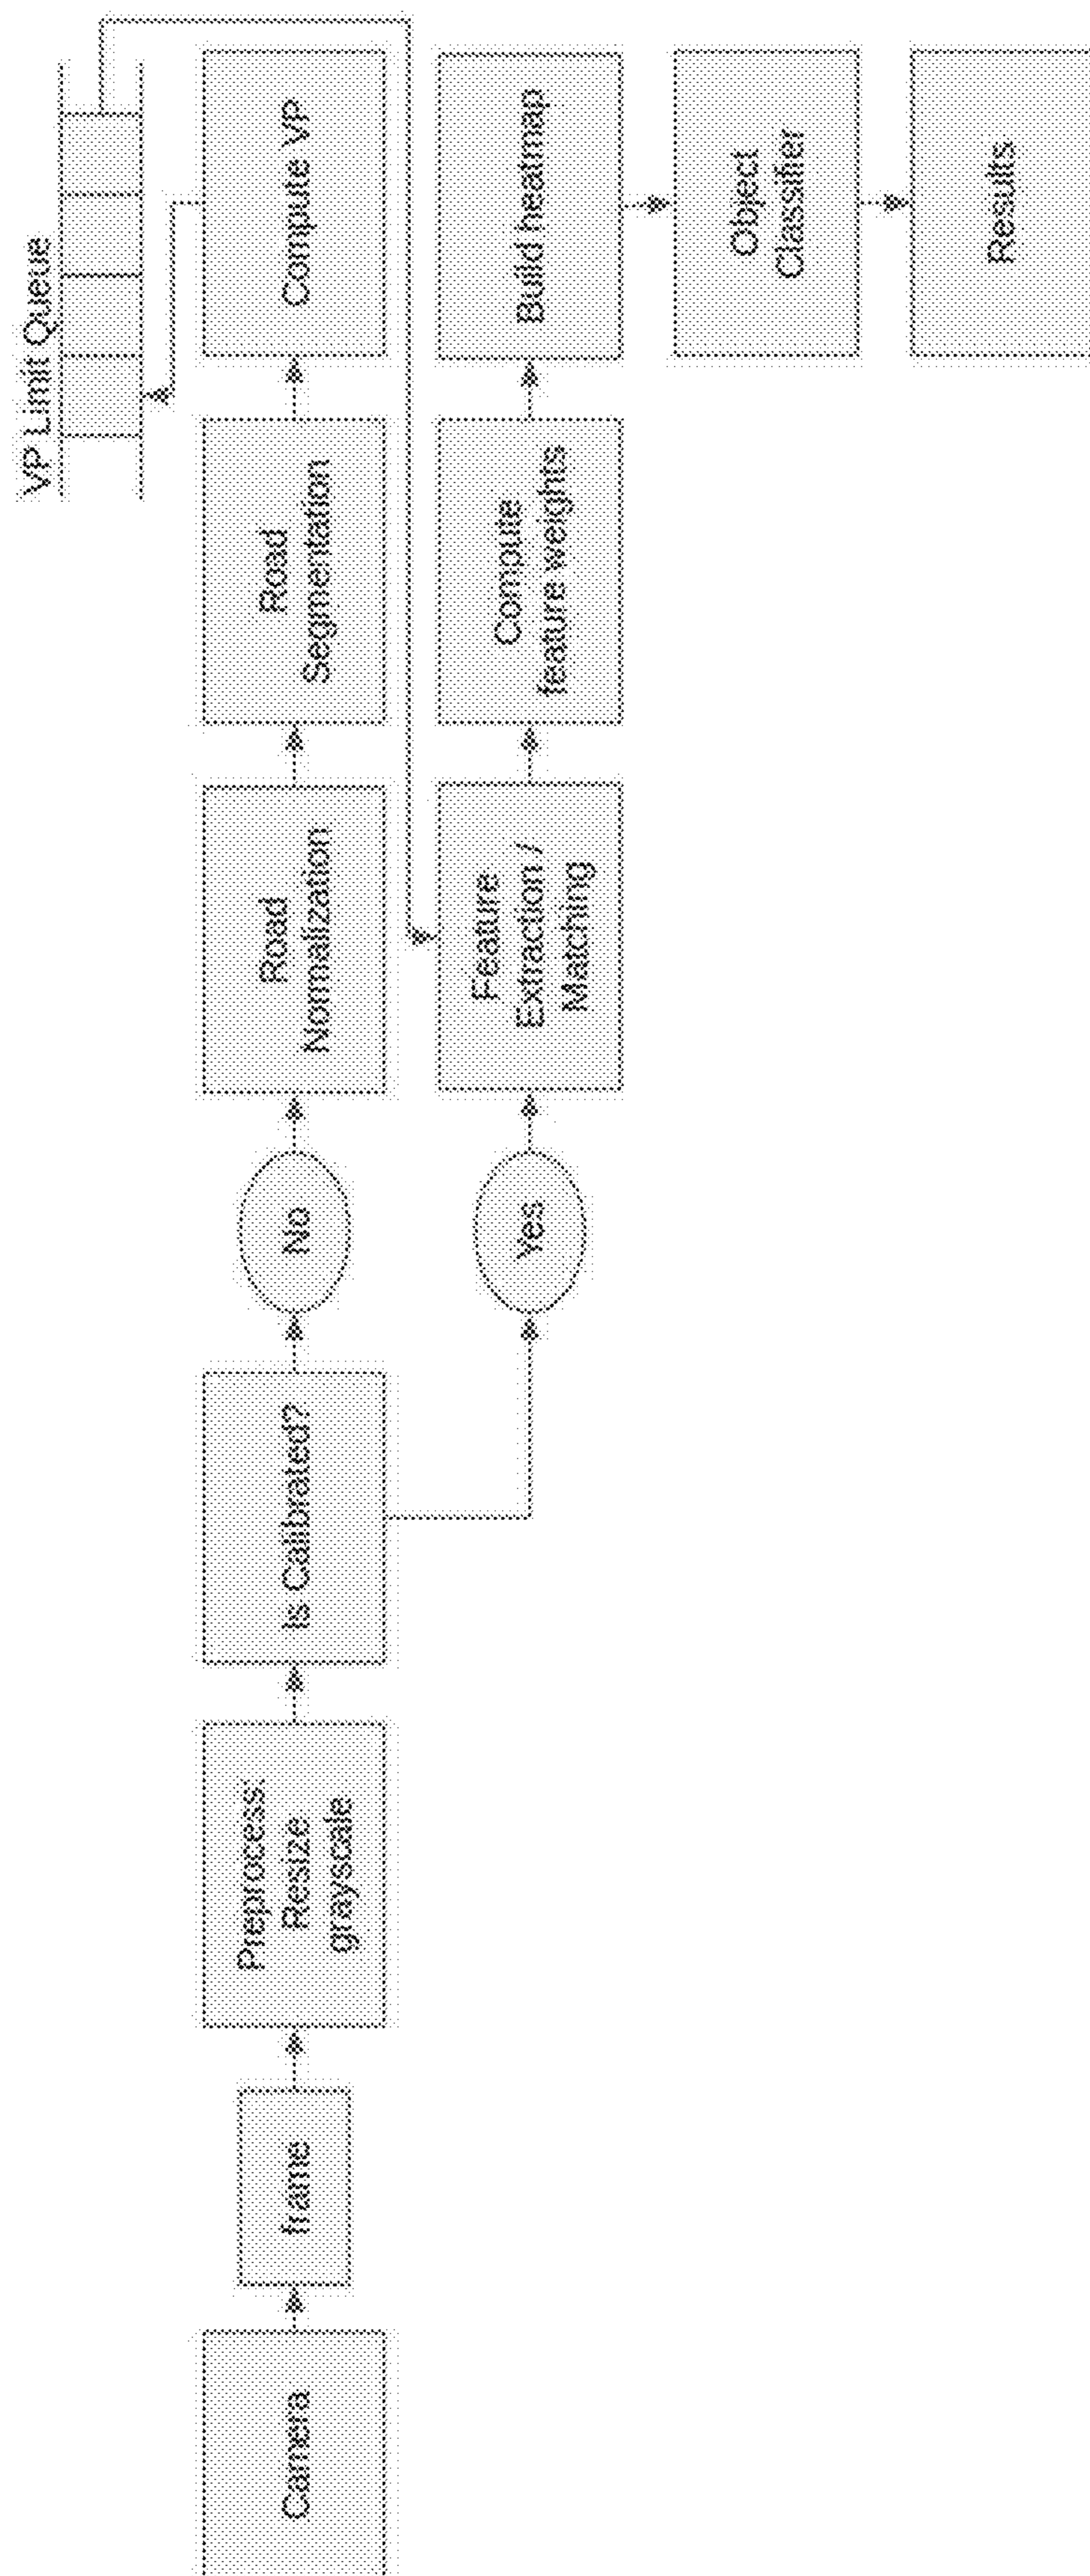 VP Limit Queue
Camera
frame
Preprocess:
Resize
grayscale
Is Calibrated?
No
Road
Normalization
Road
Segmentation
Compute VP
Yes
Feature
Extraction /
Matching
Compute
feature weights
Build heatmap
Object
Classifier
Results